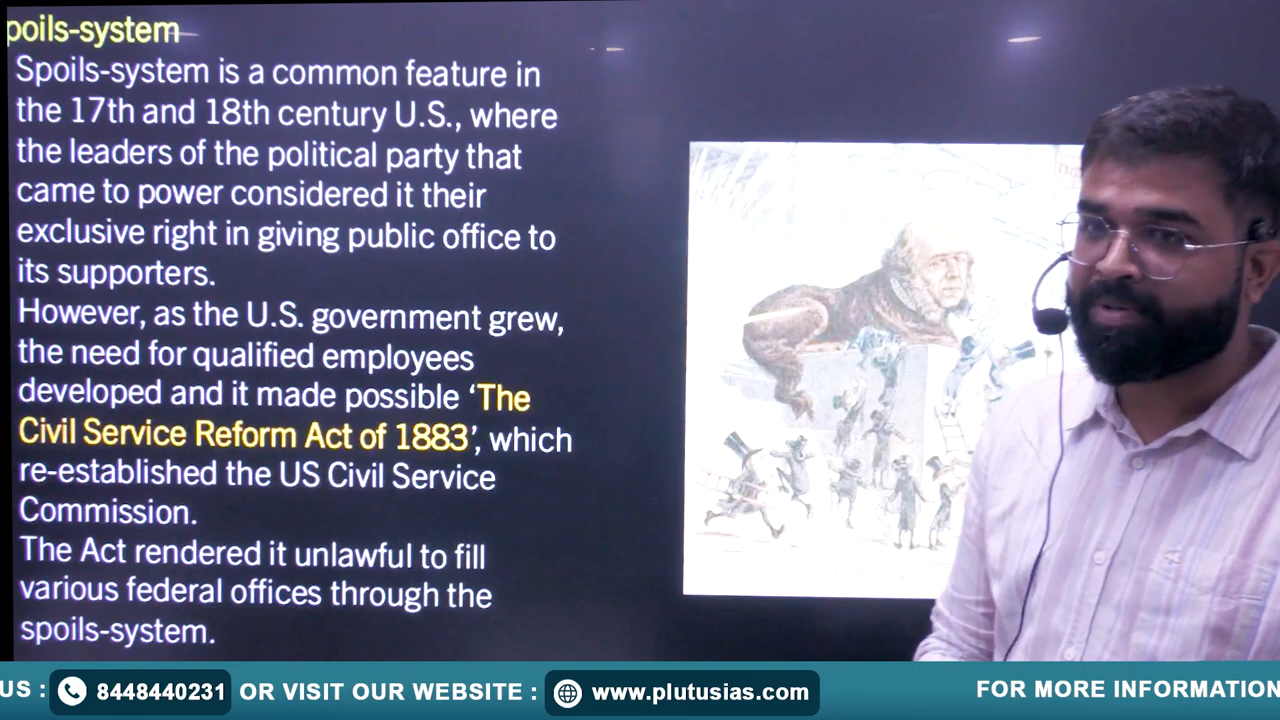 poils-system
Spoils-system is a common feature in
the 17th and 18th century U.S., where
the leaders of the political party that
came to power considered it their
exclusive right in giving public office to
its supporters.
However, as the U.S. government grew,
the need for qualified employees
developed and it made possible ‘The
Civil Service Reform Act of 1883’, which
re-established the US Civil Service
Commission.
The Act rendered it unlawful to fill
various federal offices through the
spoils-system.
US : 8448440231 OR VISIT OUR WEBSITE : www.plutusias.com FOR MORE INFORMATION